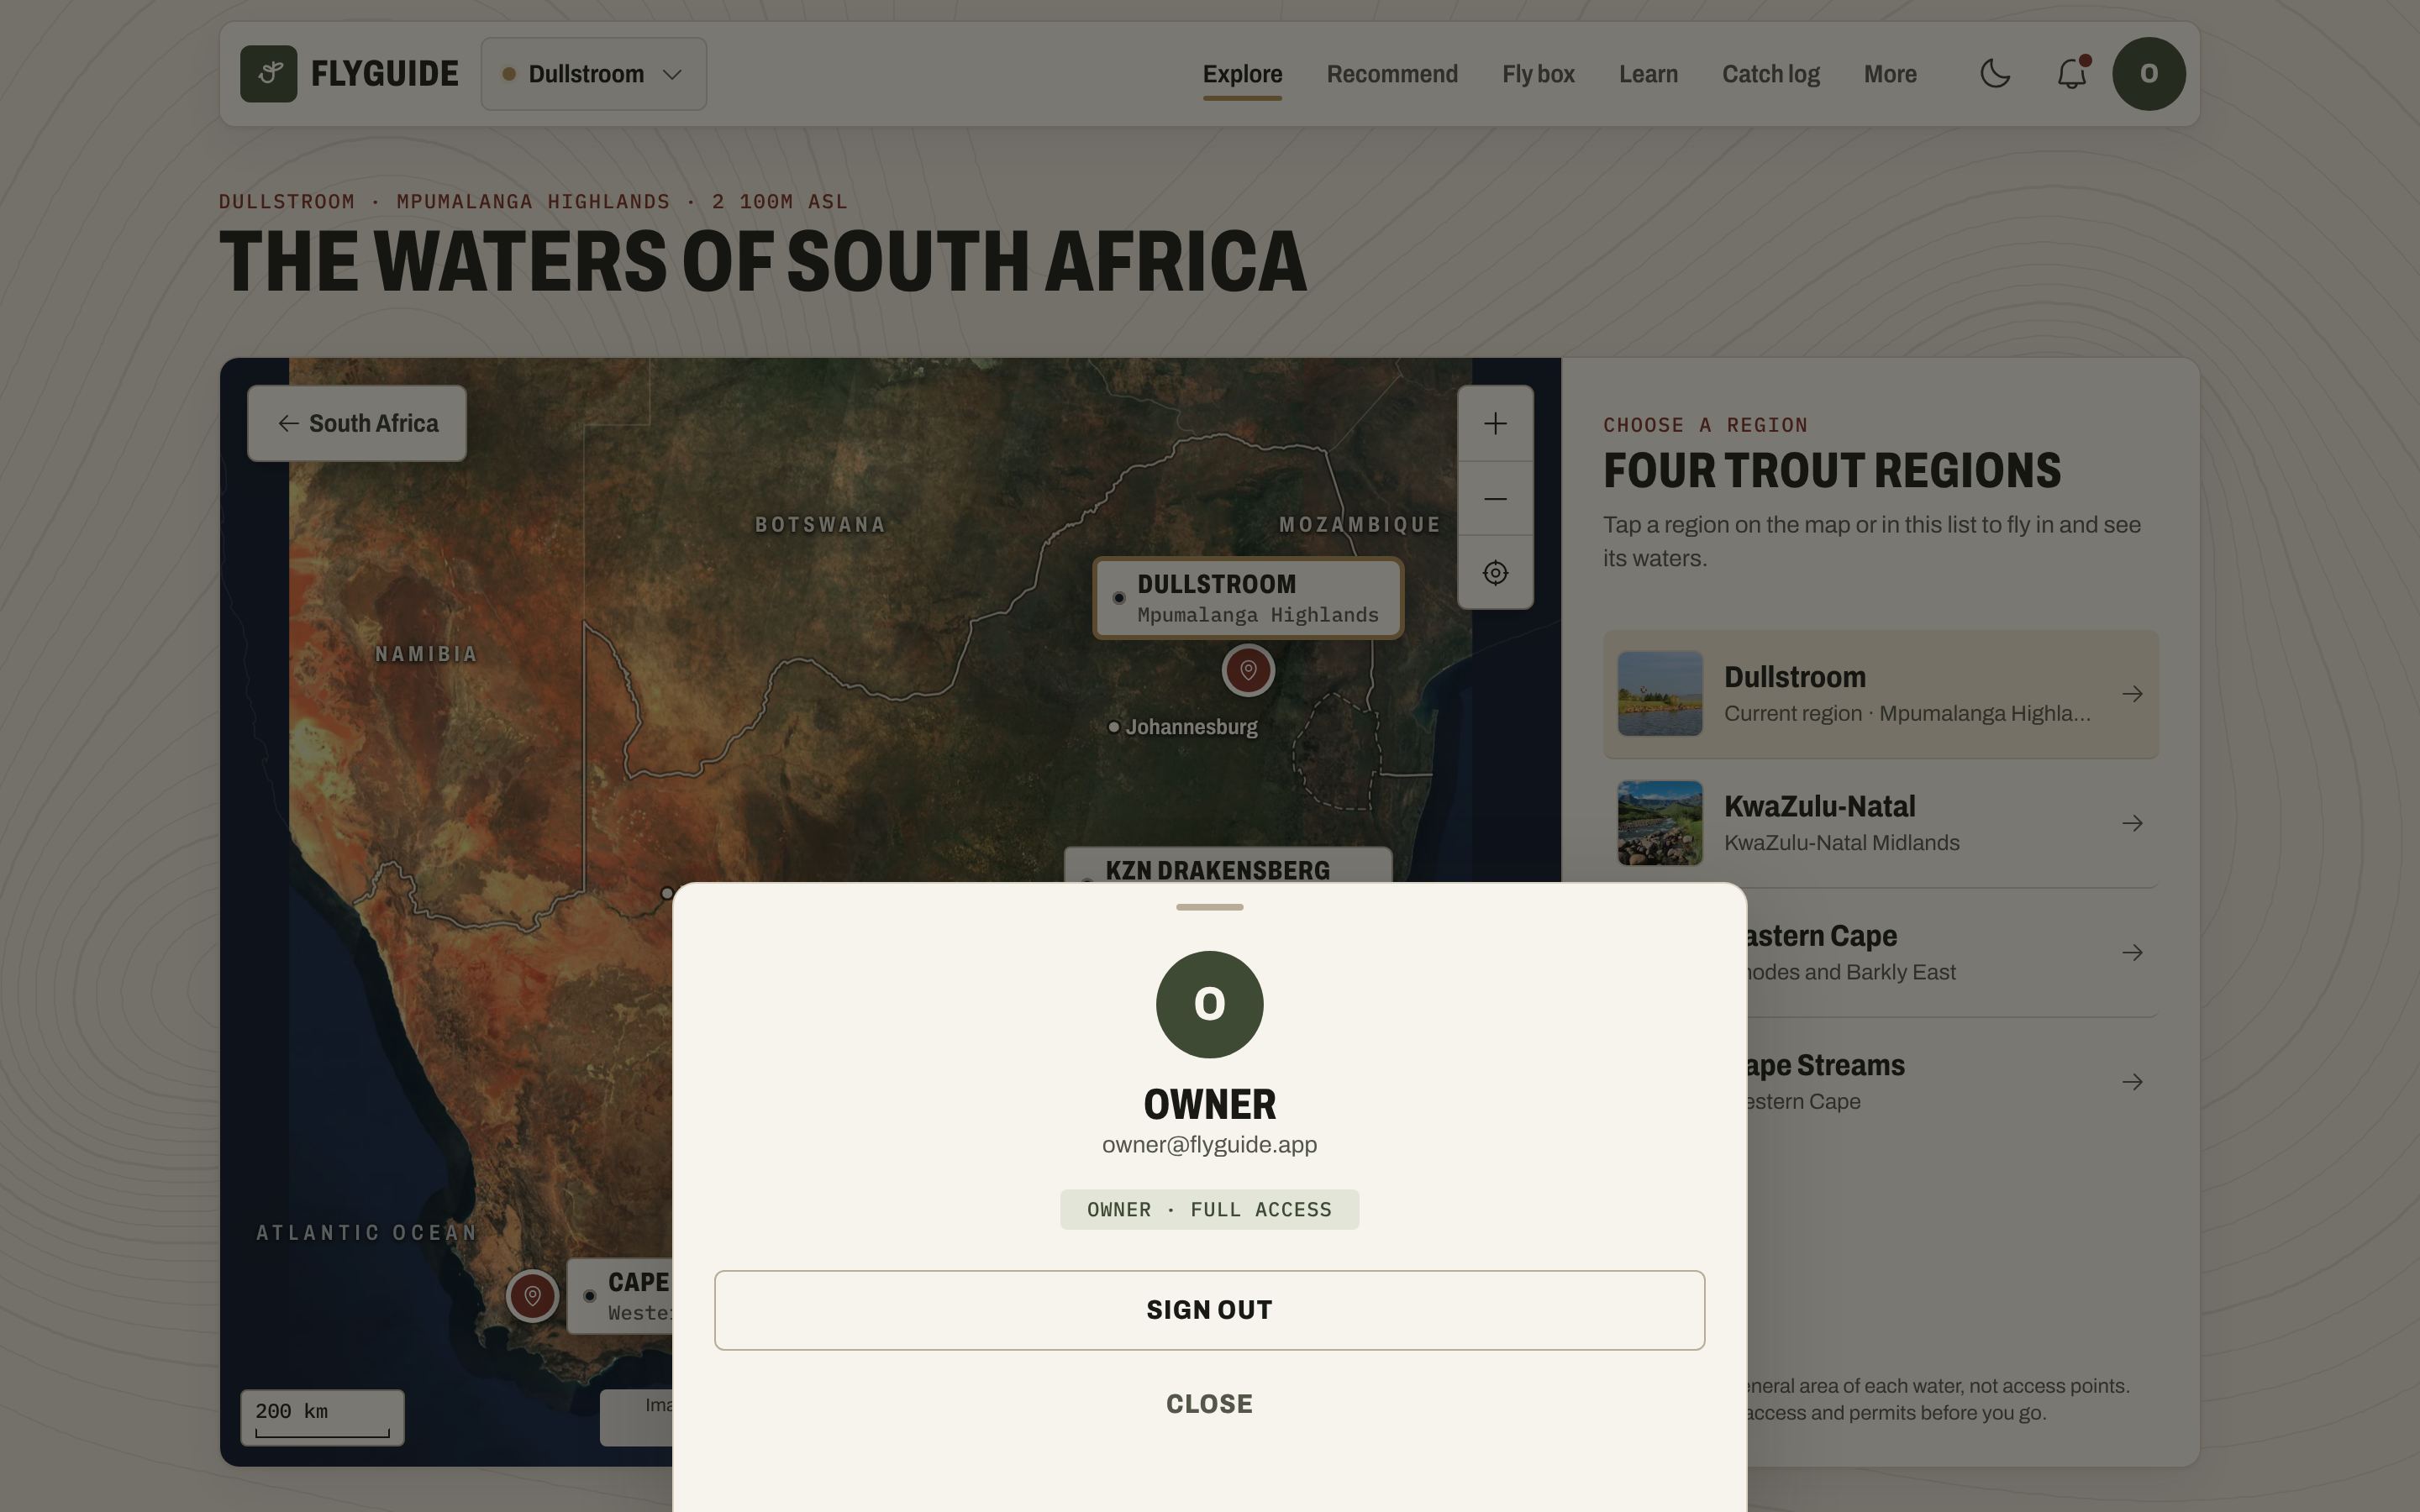 FLYGUIDE
Dullstroom
Explore
Recommend
Fly box
Learn
Catch log
More
O
DULLSTROOM · MPUMALANGA HIGHLANDS · 2 100M ASL
THE WATERS OF SOUTH AFRICA
South Africa
BOTSWANA
MOZAMBIQUE
NAMIBIA
DULLSTROOM
Mpumalanga Highlands
Johannesburg
KZN DRAKENSBERG
ATLANTIC OCEAN
CAPE
200 km
CHOOSE A REGION
FOUR TROUT REGIONS
Tap a region on the map or in this list to fly in and see
its waters.
Dullstroom
Current region · Mpumalanga Highla...
KwaZulu-Natal
KwaZulu-Natal Midlands
astern Cape
odes and Barkly East
ape Streams
estern Cape
eneral area of each water, not access points.
access and permits before you go.
O
OWNER
owner@flyguide.app
OWNER · FULL ACCESS
SIGN OUT
CLOSE